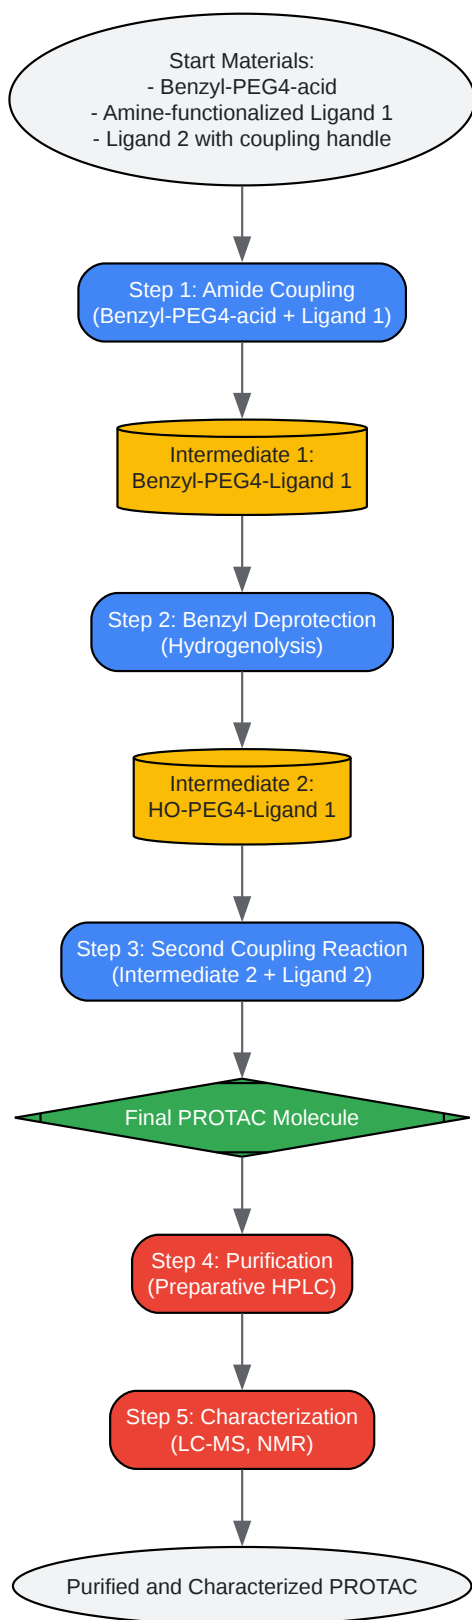 Start Materials:
- Benzyl-PEG4-acid
- Amine-functionalized Ligand 1
- Ligand 2 with coupling handle
Step 1: Amide Coupling
(Benzyl-PEG4-acid + Ligand 1)
Intermediate 1:
Benzyl-PEG4-Ligand 1
Step 2: Benzyl Deprotection
(Hydrogenolysis)
Intermediate 2:
HO-PEG4-Ligand 1
Step 3: Second Coupling Reaction
(Intermediate 2 + Ligand 2)
Final PROTAC Molecule
Step 4: Purification
(Preparative HPLC)
Step 5: Characterization
(LC-MS, NMR)
Purified and Characterized PROTAC